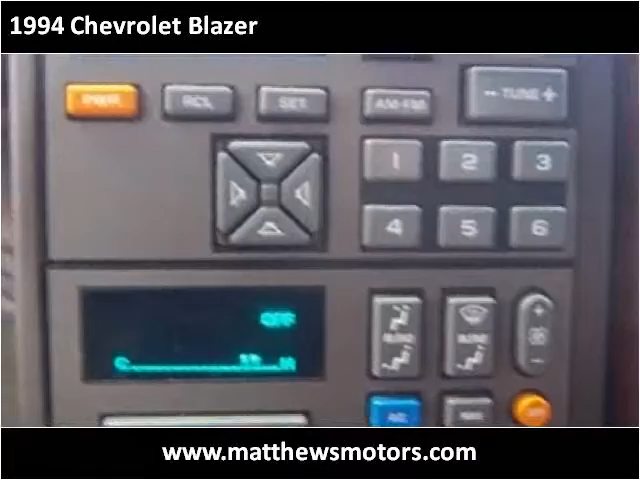 1994 Chevrolet Blazer
PWR RCL SET AM-FM -- TUNE +
1 2 3
4 5 6
OFF
+
-
www.matthewsmotors.com